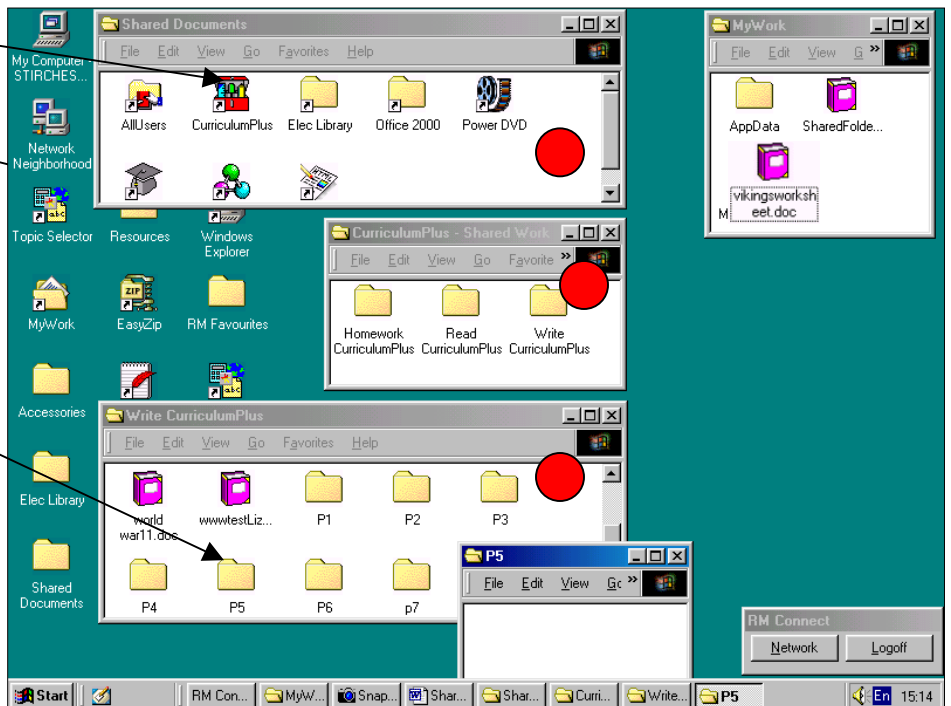 My Computer
STIRCHES...
Network
Neighborhood
Topic Selector
Resources
Windows
Explorer
MyWork
EasyZip
RM Favourites
Accessories
Elec Library
Shared
Documents
Shared Documents
File Edit View Go Favorites Help
AllUsers
CurriculumPlus
Elec Library
Office 2000
Power DVD
MyWork
File Edit View G »
AppData
SharedFolde...
vikingsworksh
eet.doc
M
CurriculumPlus - Shared Work
File Edit View Go Favorite »
Homework
CurriculumPlus
Read
CurriculumPlus
Write
CurriculumPlus
Write CurriculumPlus
File Edit View Go Favorites Help
world
war11.doc
wwwtestLiz...
P1
P2
P3
P4
P5
P6
p7
P5
File Edit View Gc »
RM Connect
Network
Logoff
Start
RM Con...
MyW...
Snap...
Shar...
Shar...
Curri...
Write...
P5
En 15:14